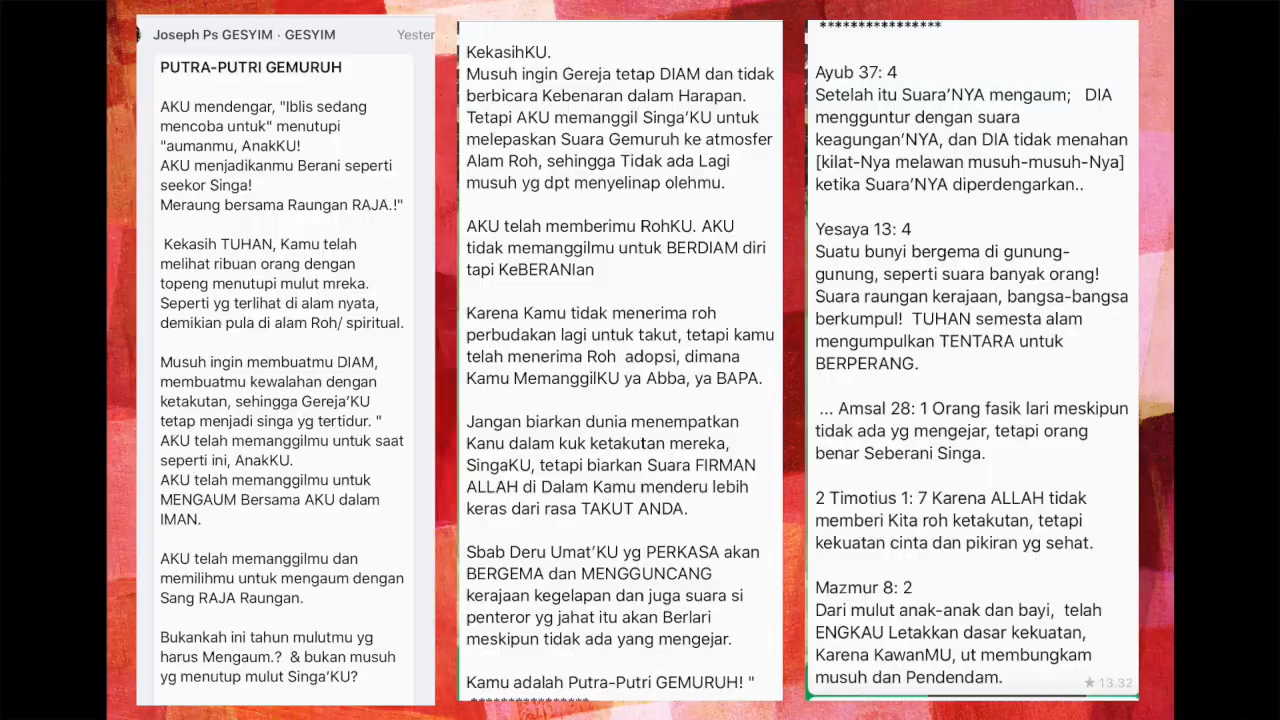 Joseph Ps GESYIM · GESYIM
Yester
PUTRA-PUTRI GEMURUH
AKU mendengar, "Iblis sedang
mencoba untuk" menutupi
"aumanmu, AnakKU!
AKU menjadikanmu Berani seperti
seekor Singa!
Meraung bersama Raungan RAJA.!"
Kekasih TUHAN, Kamu telah
melihat ribuan orang dengan
topeng menutupi mulut mreka.
Seperti yg terlihat di alam nyata,
demikian pula di alam Roh/ spiritual.
Musuh ingin membuatmu DIAM,
membuatmu kewalahan dengan
ketakutan, sehingga Gereja'KU
tetap menjadi singa yg tertidur. "
AKU telah memanggilmu untuk saat
seperti ini, AnakKU.
AKU telah memanggilmu untuk
MENGAUM Bersama AKU dalam
IMAN.
AKU telah memanggilmu dan
memilihmu untuk mengaum dengan
Sang RAJA Raungan.
Bukankah ini tahun mulutmu yg
harus Mengaum.?  & bukan musuh
yg menutup mulut Singa'KU?
KekasihKU.
Musuh ingin Gereja tetap DIAM dan tidak
berbicara Kebenaran dalam Harapan.
Tetapi AKU memanggil Singa'KU untuk
melepaskan Suara Gemuruh ke atmosfer
Alam Roh, sehingga Tidak ada Lagi
musuh yg dpt menyelinap olehmu.
AKU telah memberimu RohKU. AKU
tidak memanggilmu untuk BERDIAM diri
tapi KeBERANIan
Karena Kamu tidak menerima roh
perbudakan lagi untuk takut, tetapi kamu
telah menerima Roh  adopsi, dimana
Kamu MemanggilKU ya Abba, ya BAPA.
Jangan biarkan dunia menempatkan
Kanu dalam kuk ketakutan mereka,
SingaKU, tetapi biarkan Suara FIRMAN
ALLAH di Dalam Kamu menderu lebih
keras dari rasa TAKUT ANDA.
Sbab Deru Umat'KU yg PERKASA akan
BERGEMA dan MENGGUNCANG
kerajaan kegelapan dan juga suara si
penteror yg jahat itu akan Berlari
meskipun tidak ada yang mengejar.
Kamu adalah Putra-Putri GEMURUH! "
****************
****************
Ayub 37: 4
Setelah itu Suara'NYA mengaum;   DIA
mengguntur dengan suara
keagungan'NYA, dan DIA tidak menahan
[kilat-Nya melawan musuh-musuh-Nya]
ketika Suara'NYA diperdengarkan..
Yesaya 13: 4
Suatu bunyi bergema di gunung-
gunung, seperti suara banyak orang!
Suara raungan kerajaan, bangsa-bangsa
berkumpul!  TUHAN semesta alam
mengumpulkan TENTARA untuk
BERPERANG.
... Amsal 28: 1 Orang fasik lari meskipun
tidak ada yg mengejar, tetapi orang
benar Seberani Singa.
2 Timotius 1: 7 Karena ALLAH tidak
memberi Kita roh ketakutan, tetapi
kekuatan cinta dan pikiran yg sehat.
Mazmur 8: 2
Dari mulut anak-anak dan bayi,  telah
ENGKAU Letakkan dasar kekuatan,
Karena KawanMU, ut membungkam
musuh dan Pendendam.
★ 13.32